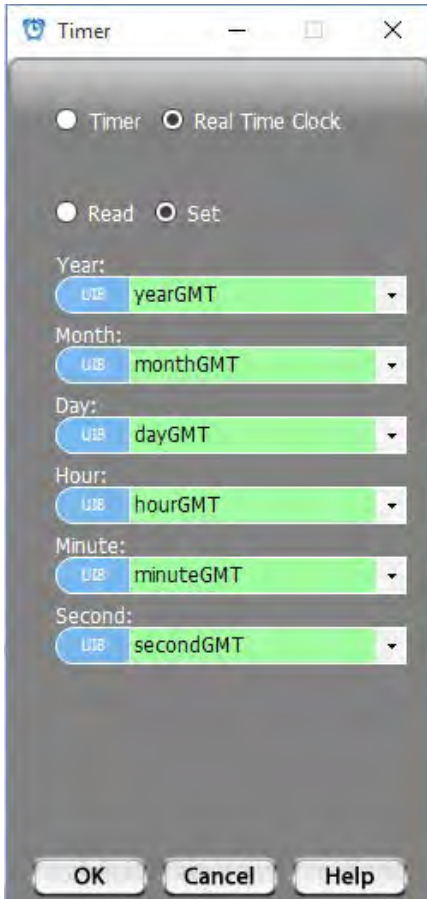 Timer
Timer Real Time Clock
Read Set
Year:
UI8 yearGMT
Month:
UI8 monthGMT
Day:
UI8 dayGMT
Hour:
UI8 hourGMT
Minute:
UI8 minuteGMT
Second:
UI8 secondGMT
OK Cancel Help